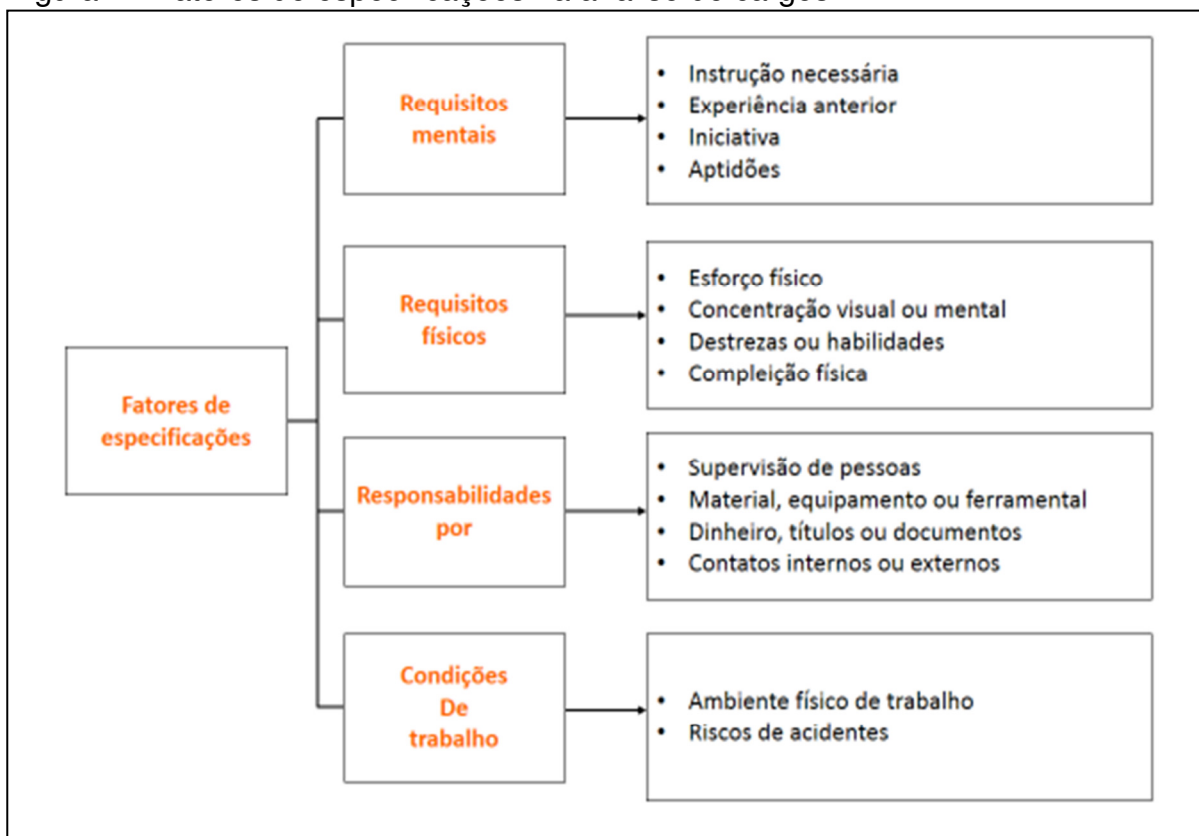 Requisitos
mentais
• Instrução necessária
• Experiência anterior
• Iniciativa
• Aptidões
Requisitos
físicos
• Esforço físico
• Concentração visual ou mental
• Destrezas ou habilidades
• Compleição física
Fatores de
especificações
Responsabilidades
por
• Supervisão de pessoas
• Material, equipamento ou ferramental
• Dinheiro, títulos ou documentos
• Contatos internos ou externos
Condições
De
trabalho
• Ambiente físico de trabalho
• Riscos de acidentes